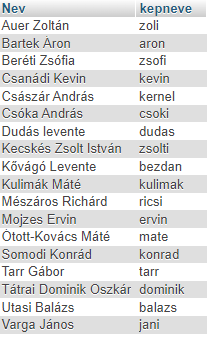 Nev kepneve
Auer Zoltán zoli
Bartek Áron aron
Beréti Zsófia zsofi
Csanádi Kevin kevin
Császár András kernel
Csóka András csoki
Dudás levente dudas
Kecskés Zsolt István zsolti
Kővágó Levente bezdan
Kulimák Máté kulimak
Mészáros Richárd ricsi
Mojzes Ervin ervin
Ótott-Kovács Máté mate
Somodi Konrád konrad
Tarr Gábor tarr
Tátrai Dominik Oszkár dominik
Utasi Balázs balazs
Varga János jani